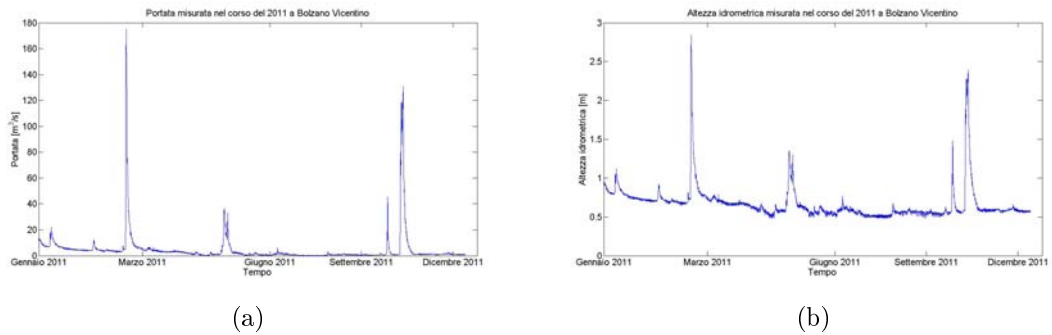 Portata misurata nel corso del 2011 a Bolzano Vicentino
180
160
140
120
100
80
60
40
20
0
Portata [m³/s]
Gennaio 2011 Marzo 2011 Giugno 2011 Settembre 2011 Dicembre 2011
Tempo
(a)
Altezza idrometrica misurata nel corso del 2011 a Bolzano Vicentino
3
2.5
2
1.5
1
0.5
0
Altezza idrometrica [m]
Gennaio 2011 Marzo 2011 Giugno 2011 Settembre 2011 Dicembre 2011
Tempo
(b)